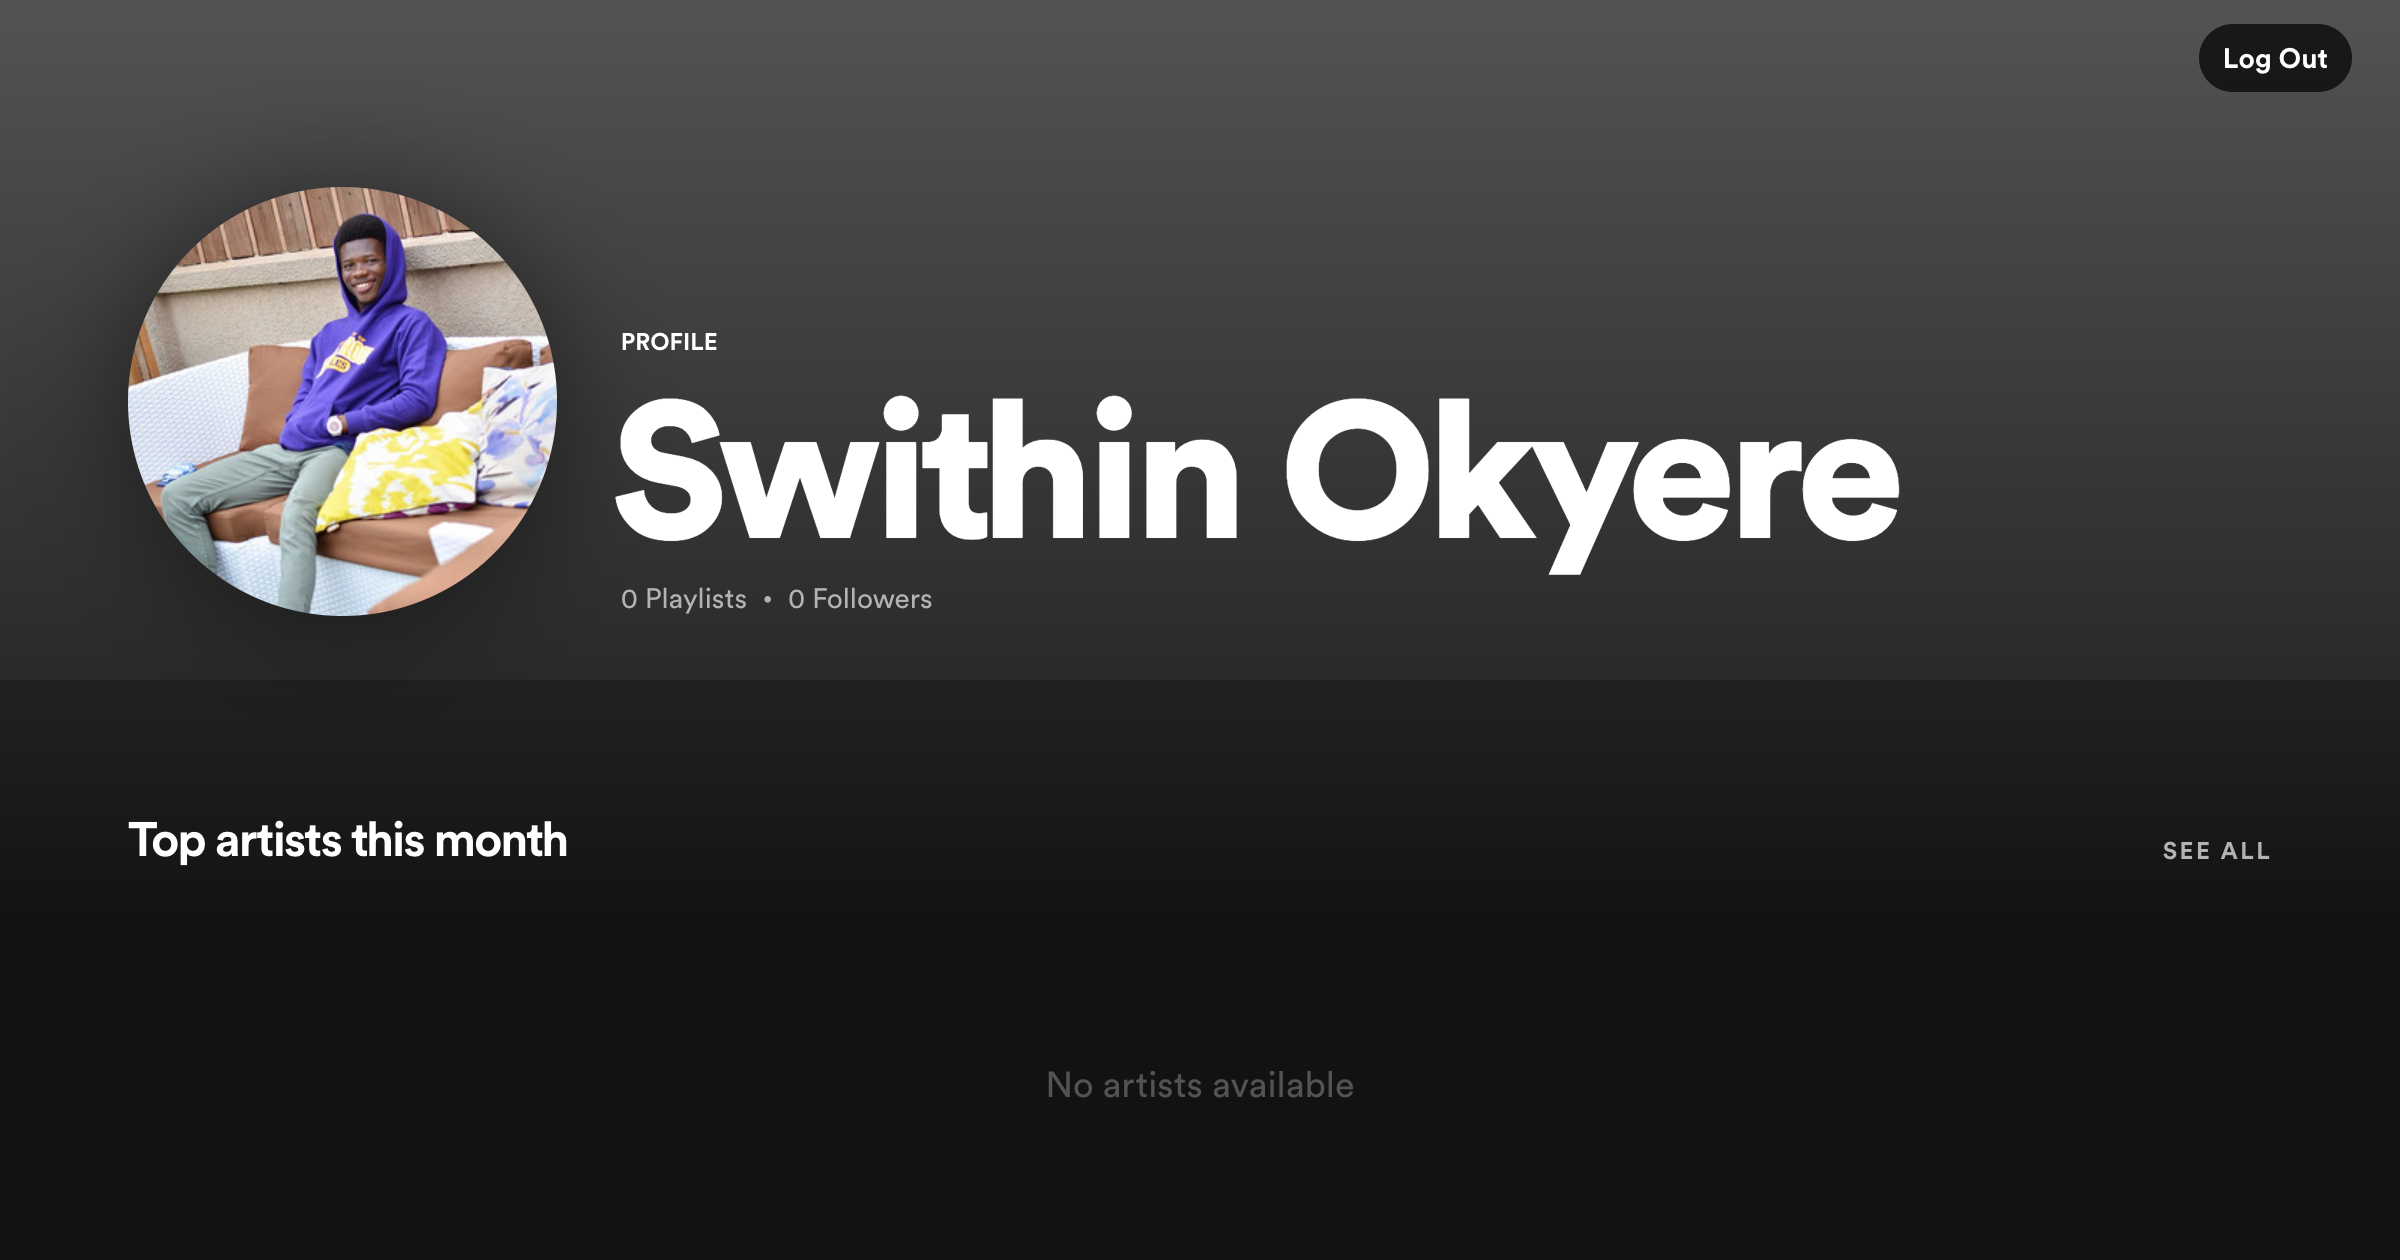 Log Out
PROFILE
Swithin Okyere
0 Playlists • 0 Followers
Top artists this month
SEE ALL
No artists available